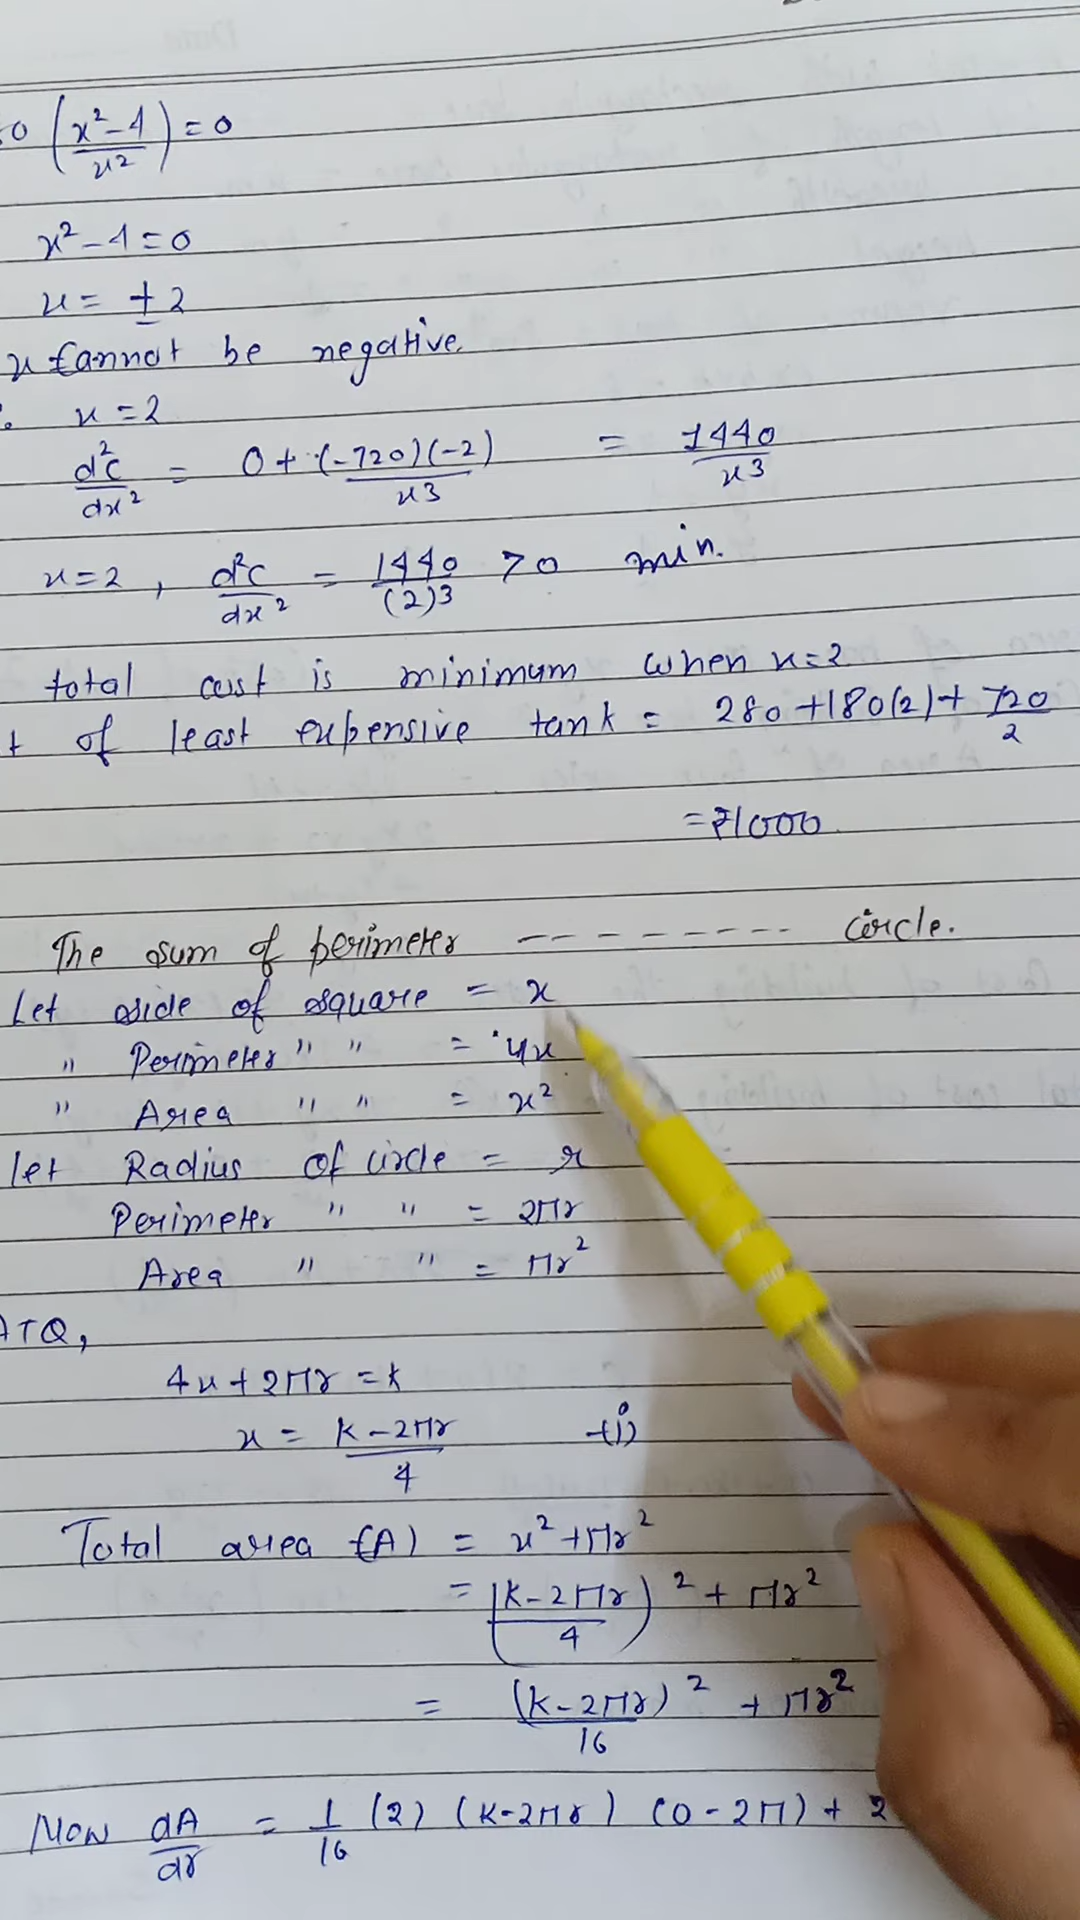 0 (x²-4/x²) = 0
x²-4=0
x = ±2
x cannot be negative.
x = 2
d²c/dx² = 0 + (-720)(-2)/x3 = 1440/x3
x=2, d²c/dx² = 1440/(2)3 >0 min.
total cost is minimum when x=2
t of least expensive tank = 280+180(2)+720/2
= ₹1000
The sum of perimeter --------- circle.
Let side of square = x
" Perimeter " " = 4x
" Area " " = x²
let Radius of circle = r
Perimeter " " = 2πr
Area " " = πr²
ATQ,
4x+2πr=k
x = k-2πr/4 -(i)
Total area (A) = x²+πr²
= (k-2πr/4)² + πr²
= (k-2πr)²/16 + πr²
Now dA/dr = 1/16 (2) (k-2πr) (0-2π) + 2